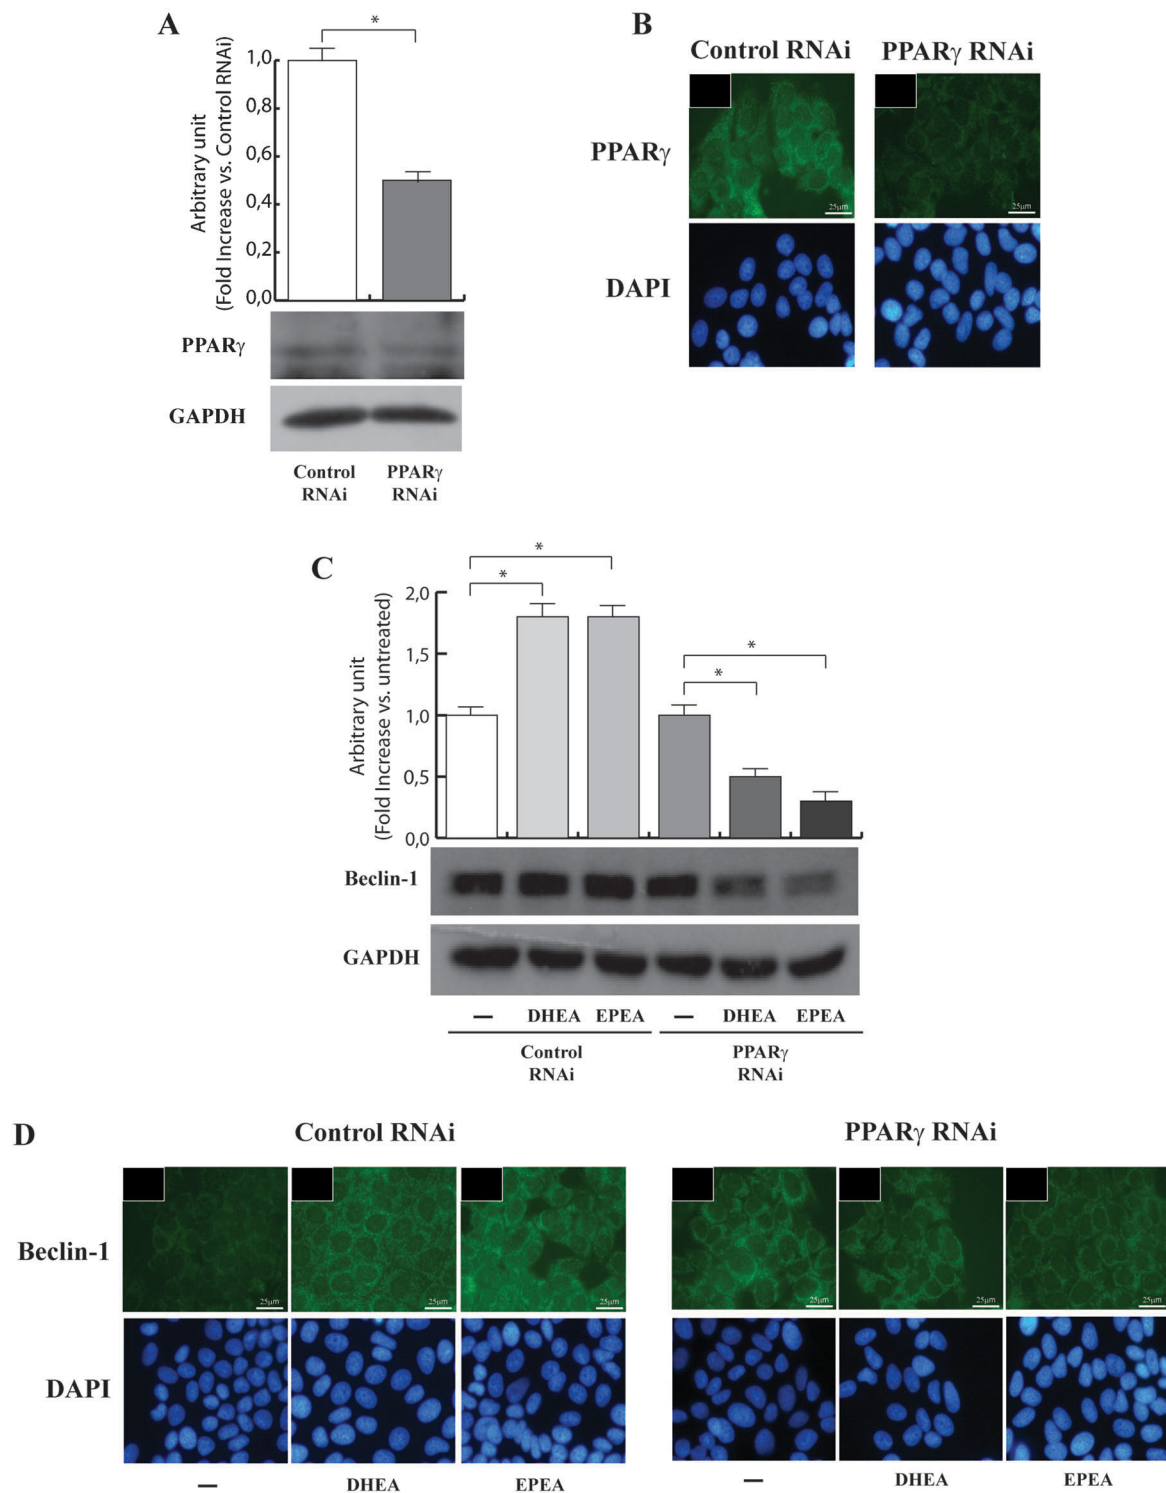 A
*
Arbitrary unit
(Fold Increase vs. Control RNAi)
1,0
0,8
0,6
0,4
0,2
0,0
PPARγ
GAPDH
Control
RNAi
PPARγ
RNAi
B
Control RNAi
PPARγ RNAi
PPARγ
25μm
25μm
DAPI
C
*
*
*
*
Arbitrary unit
(Fold Increase vs. untreated)
2,0
1,5
1,0
0,5
0,0
Beclin-1
GAPDH
— DHEA EPEA — DHEA EPEA
Control
RNAi
PPARγ
RNAi
D
Control RNAi
PPARγ RNAi
Beclin-1
25μm 25μm 25μm 25μm 25μm 25μm
DAPI
— DHEA EPEA — DHEA EPEA